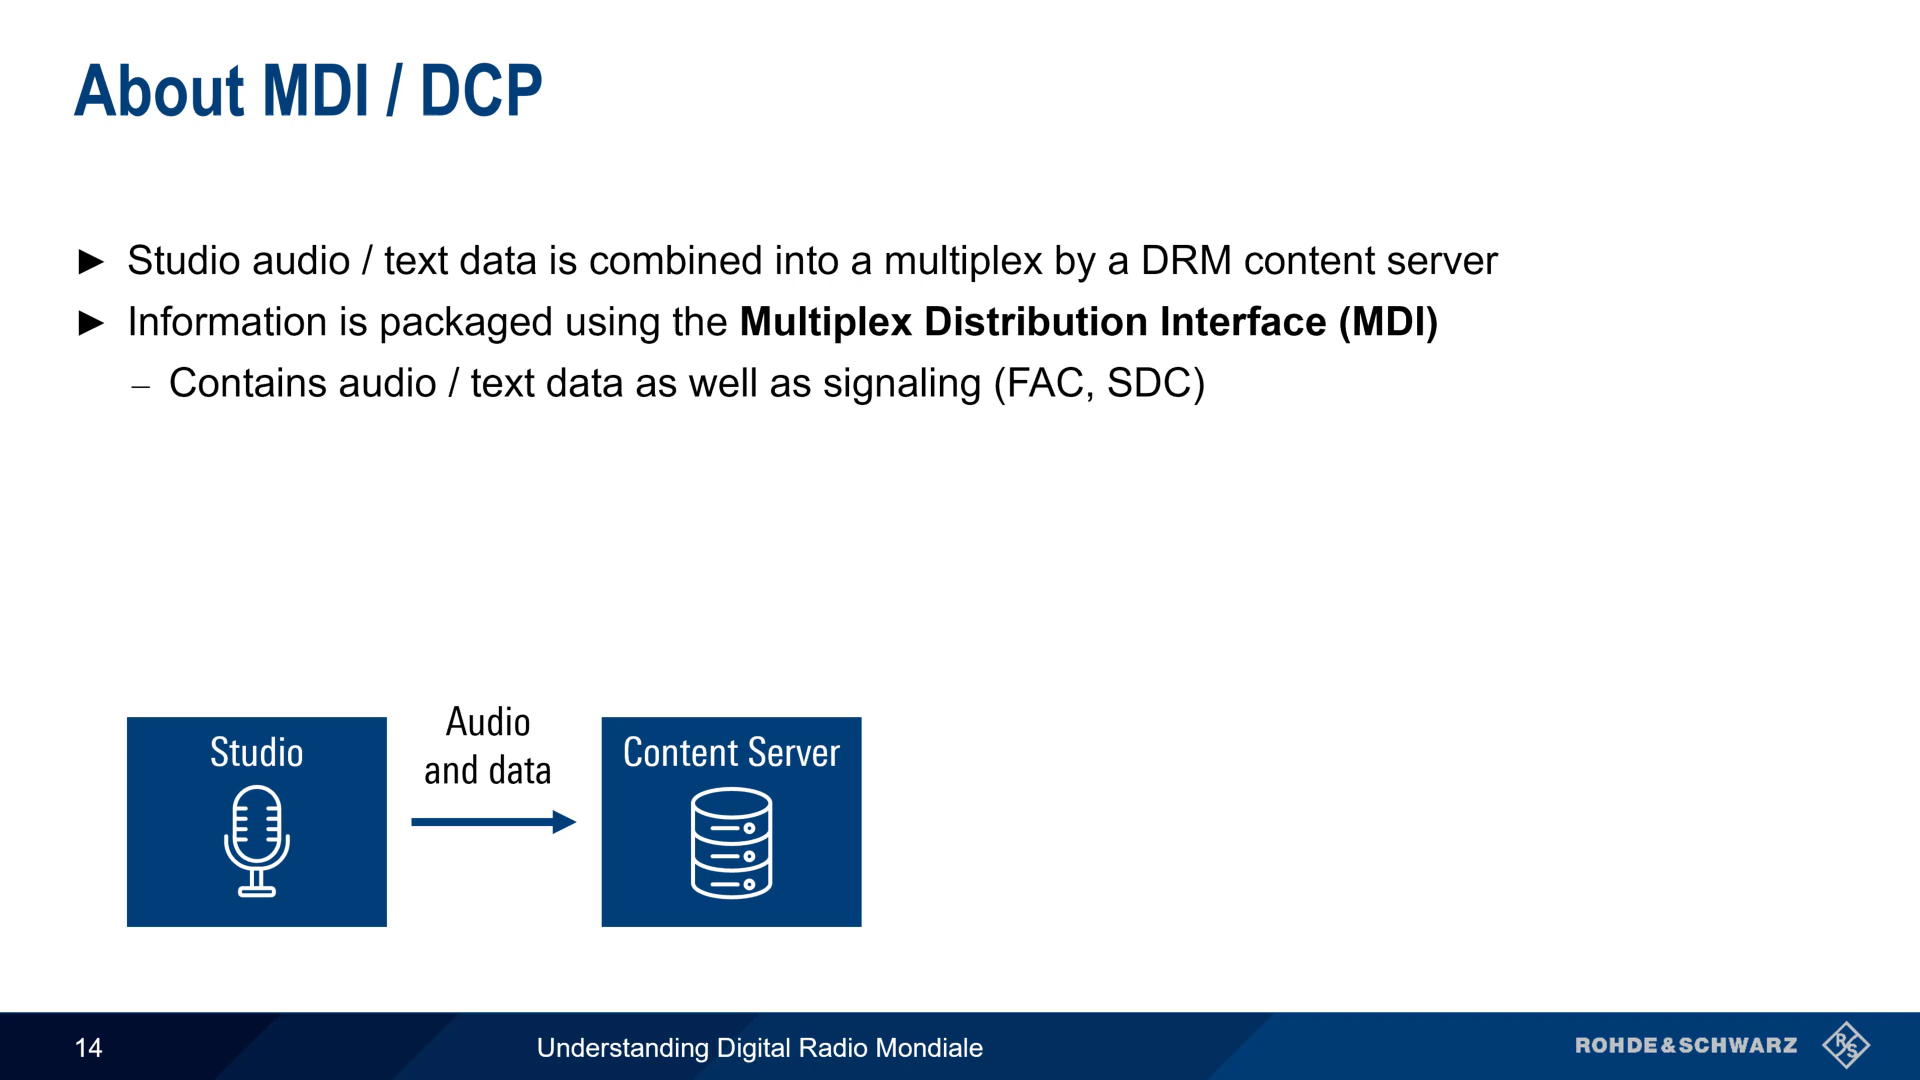 About MDI / DCP
► Studio audio / text data is combined into a multiplex by a DRM content server
► Information is packaged using the Multiplex Distribution Interface (MDI)
– Contains audio / text data as well as signaling (FAC, SDC)
Studio
Audio
and data
Content Server
14
Understanding Digital Radio Mondiale
ROHDE&SCHWARZ
R&S